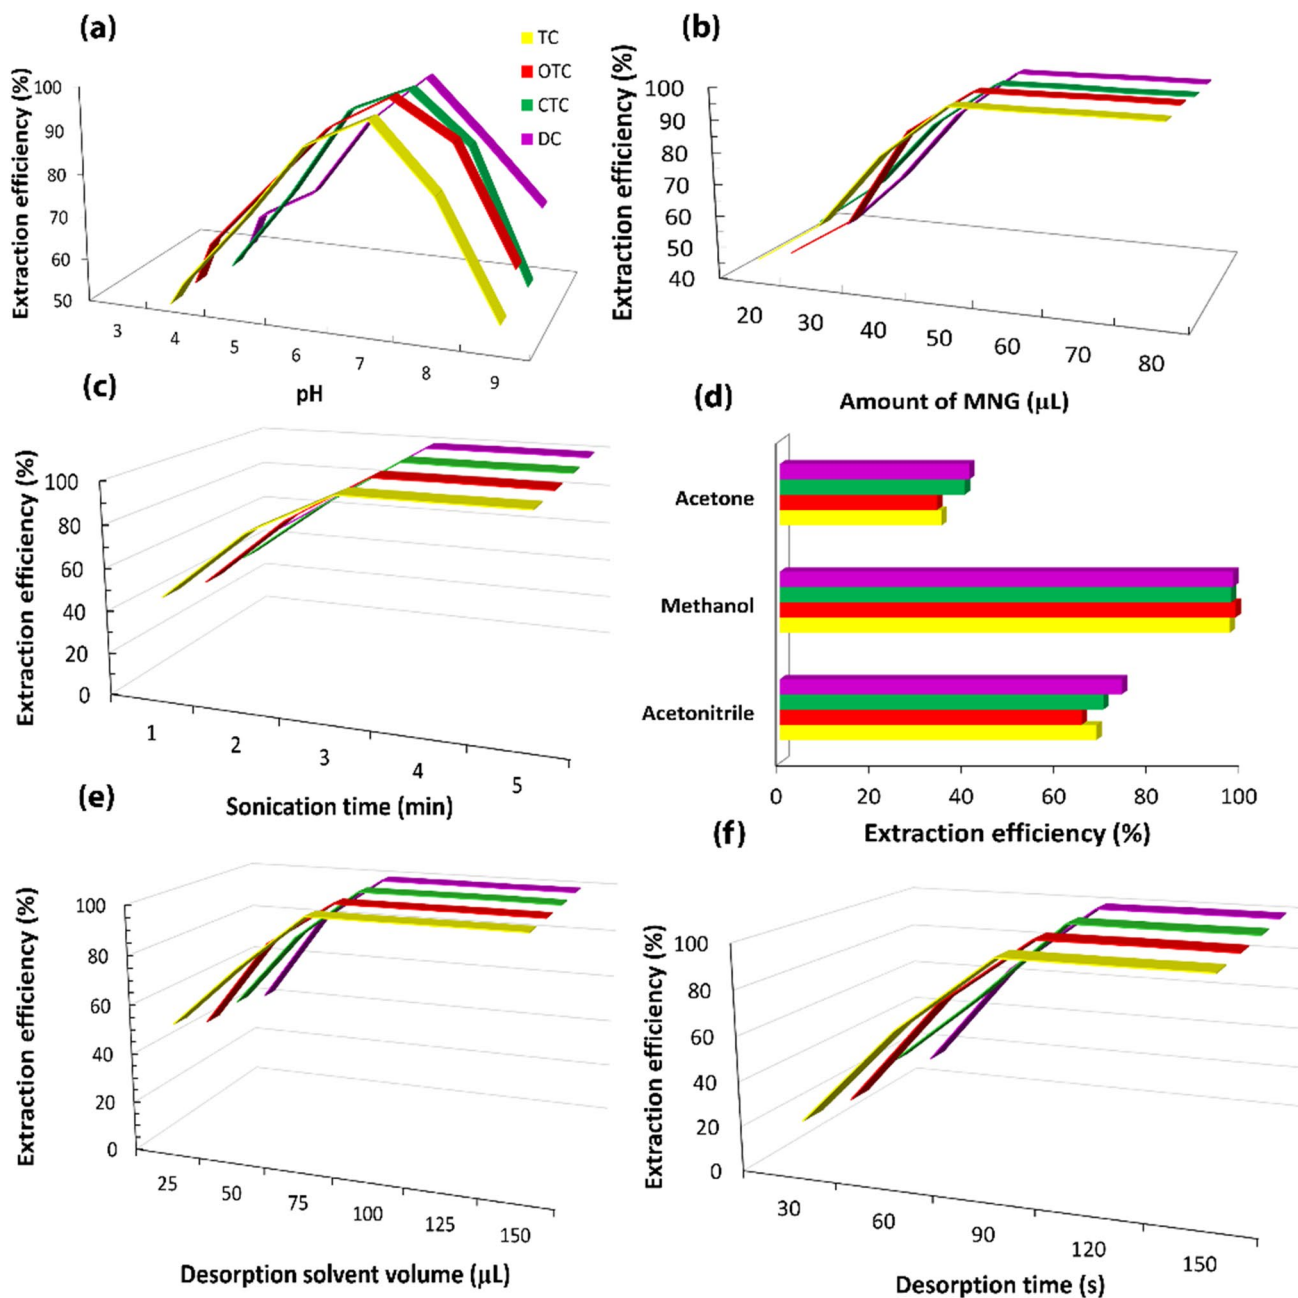 (a)
TC
OTC
CTC
DC
Extraction efficiency (%)
100
90
80
70
60
50
3
4
5
6
7
8
9
pH
(b)
Extraction efficiency (%)
100
90
80
70
60
50
40
20
30
40
50
60
70
80
Amount of MNG (μL)
(c)
Extraction efficiency (%)
100
80
60
40
20
0
1
2
3
4
5
Sonication time (min)
(d)
Acetone
Methanol
Acetonitrile
0
20
40
60
80
100
Extraction efficiency (%)
(e)
Extraction efficiency (%)
100
80
60
40
20
0
25
50
75
100
125
150
Desorption solvent volume (μL)
(f)
Extraction efficiency (%)
100
80
60
40
20
0
30
60
90
120
150
Desorption time (s)